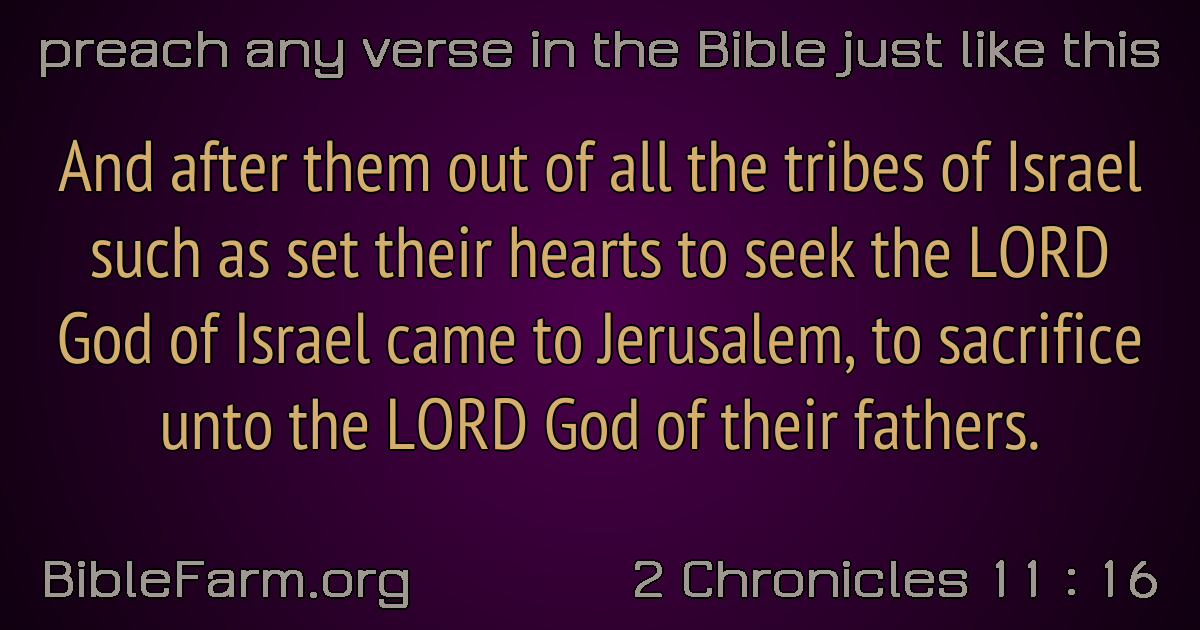 preach any verse in the Bible just like this
And after them out of all the tribes of Israel
such as set their hearts to seek the LORD
God of Israel came to Jerusalem, to sacrifice
unto the LORD God of their fathers.
BibleFarm.org
2 Chronicles 11 : 16